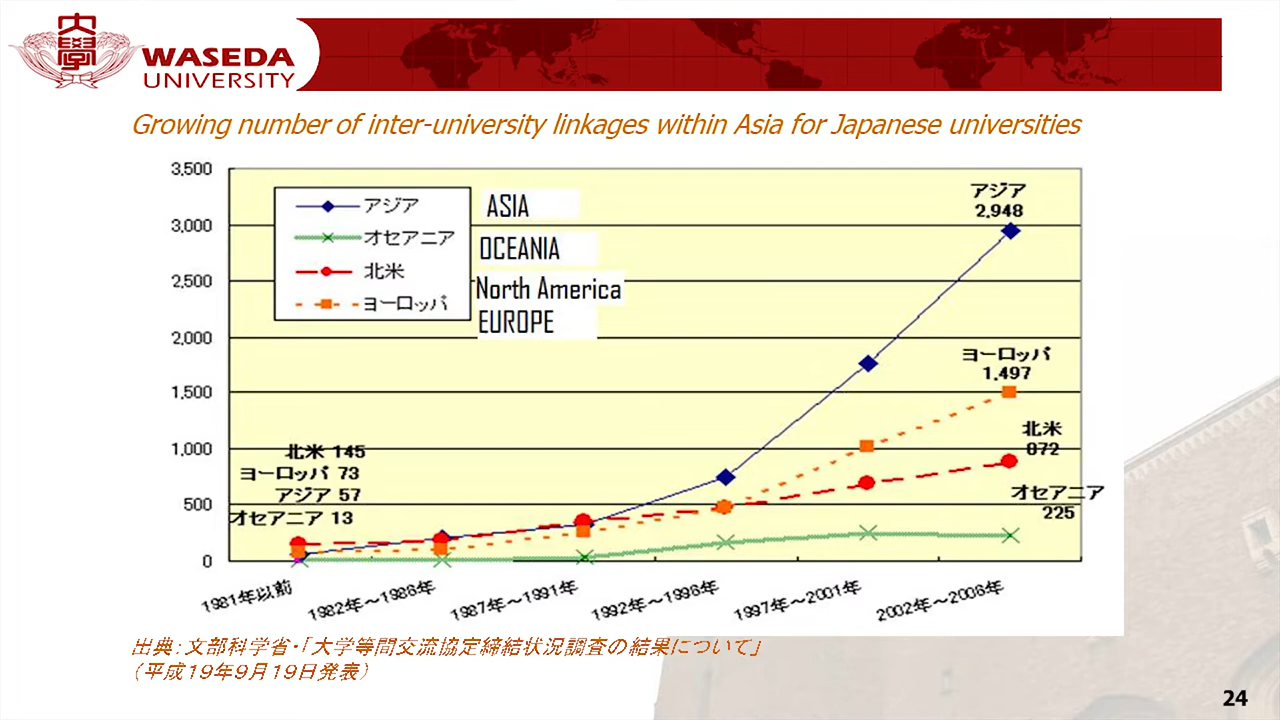 大學
WASEDA
UNIVERSITY
Growing number of inter-university linkages within Asia for Japanese universities
3,500
3,000
2,500
2,000
1,500
1,000
500
0
アジア ASIA
オセアニア OCEANIA
北米 North America
ヨーロッパ EUROPE
アジア
2,948
ヨーロッパ
1,497
北米
872
オセアニア
225
北米 145
ヨーロッパ 73
アジア 57
オセアニア 13
1981年以前
1982年～1986年
1987年～1991年
1992年～1996年
1997年～2001年
2002年～2006年
出典：文部科学省・「大学等間交流協定締結状況調査の結果について」
（平成19年9月19日発表）
24